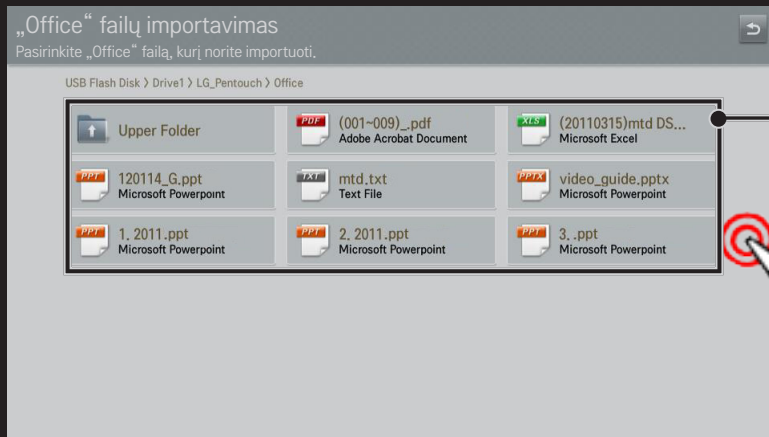 „Office“ failų importavimas
Pasirinkite „Office“ failą, kurį norite importuoti.
USB Flash Disk > Drive1 > LG_Pentouch > Office
Upper Folder
PDF
(001~009)_.pdf
Adobe Acrobat Document
XLS
(20110315)mtd DS...
Microsoft Excel
PPT
120114_G.ppt
Microsoft Powerpoint
TXT
mtd.txt
Text File
PPTX
video_guide.pptx
Microsoft Powerpoint
PPT
1. 2011.ppt
Microsoft Powerpoint
PPT
2. 2011.ppt
Microsoft Powerpoint
PPT
3. .ppt
Microsoft Powerpoint